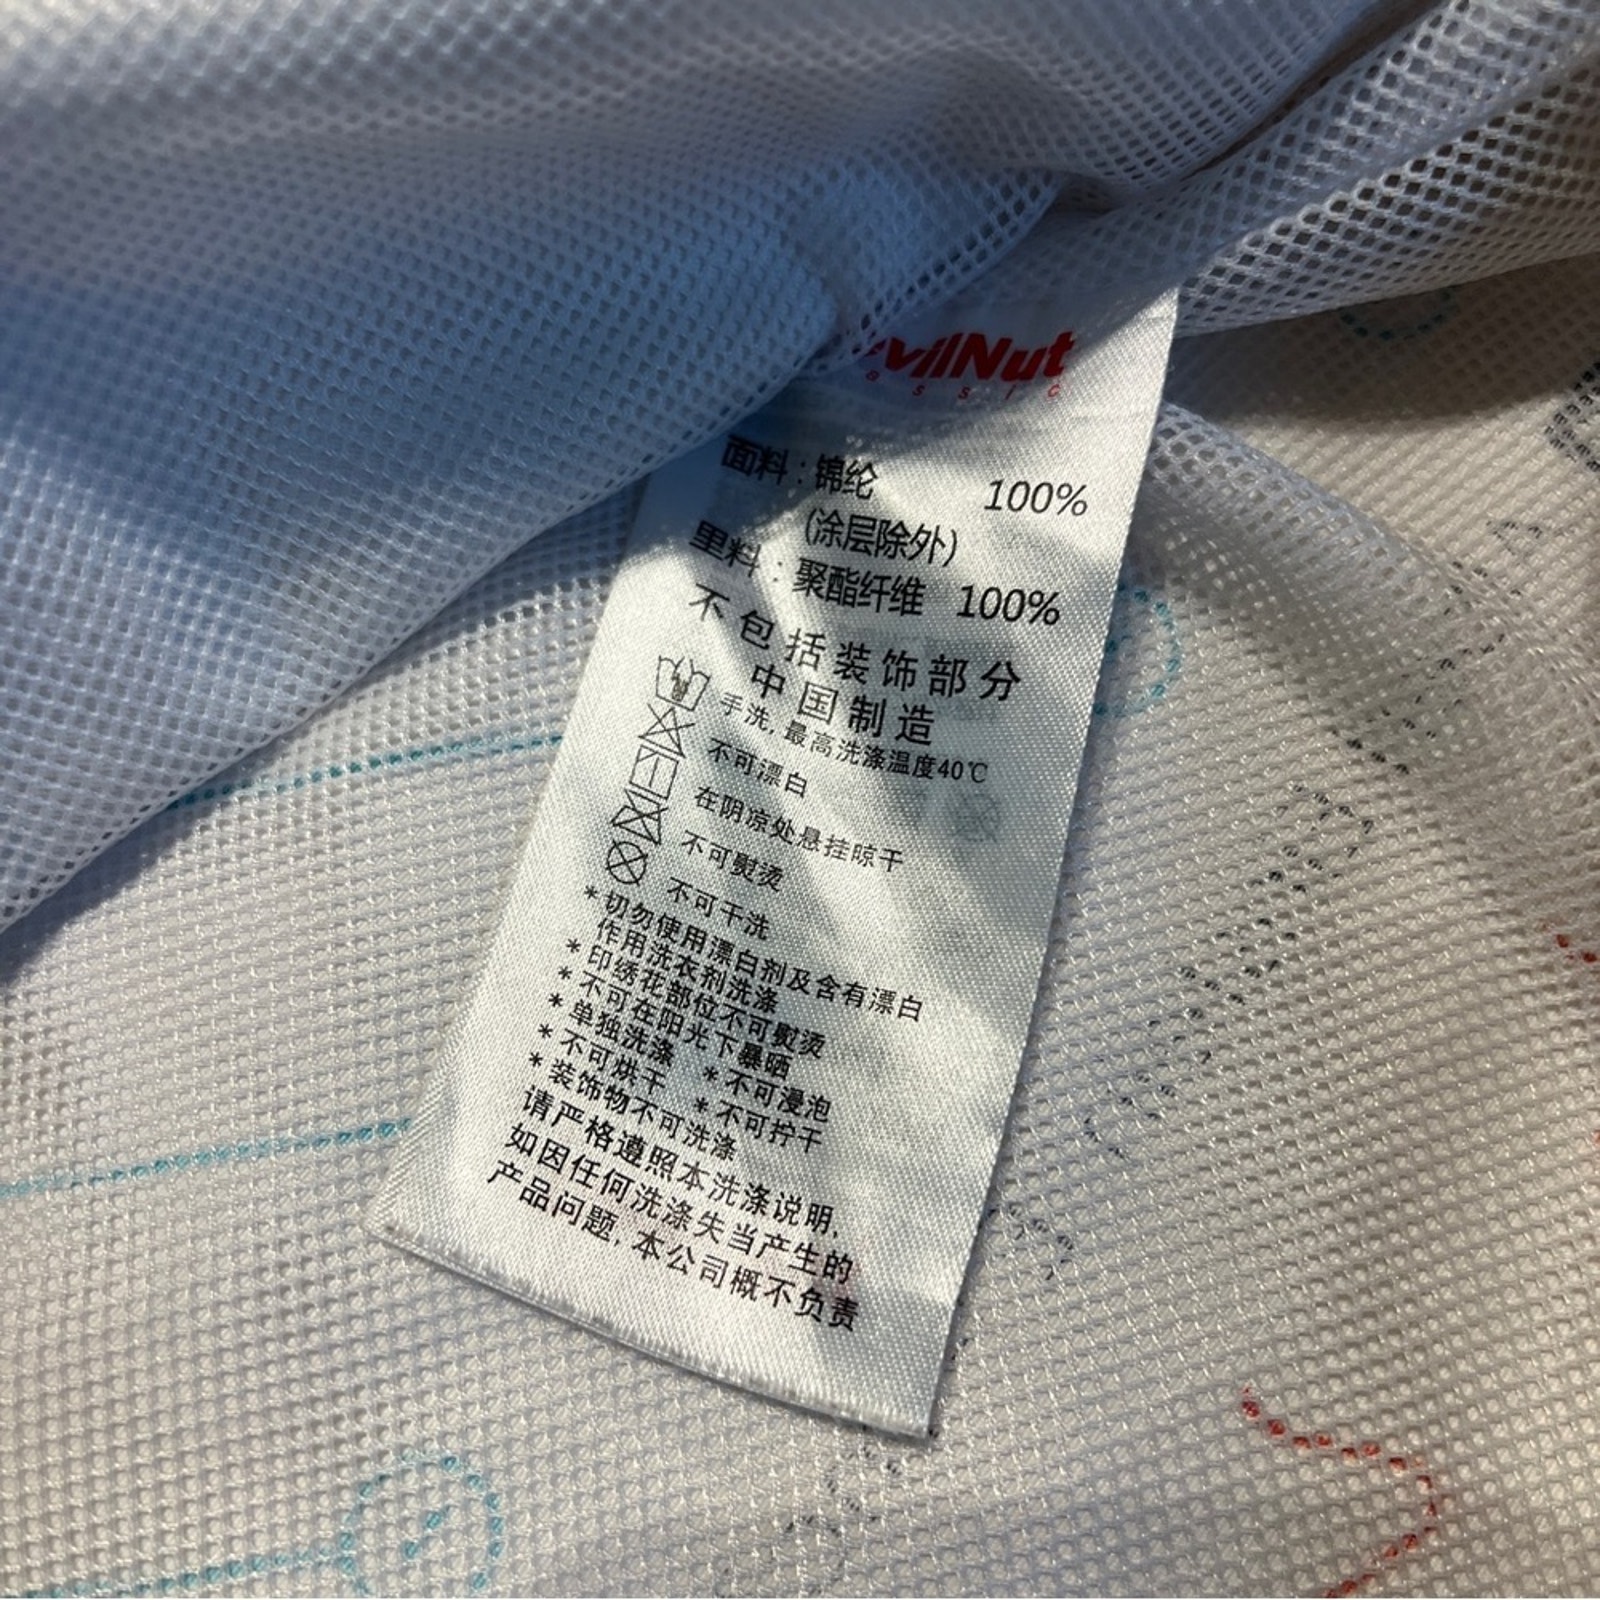 vilNut
assic
面料：锦纶 100%
(涂层除外)
里料：聚酯纤维 100%
不包括装饰部分
中国制造
手洗,最高洗涤温度40℃
不可漂白
在阴凉处悬挂晾干
不可熨烫
不可干洗
*切勿使用漂白剂及含有漂白
作用洗衣剂洗涤
*印绣花部位不可熨烫
*不可在阳光下暴晒
*单独洗涤 *不可浸泡
*不可烘干 *不可拧干
*装饰物不可洗涤
请严格遵照本洗涤说明,
如因任何洗涤失当产生的
产品问题,本公司概不负责